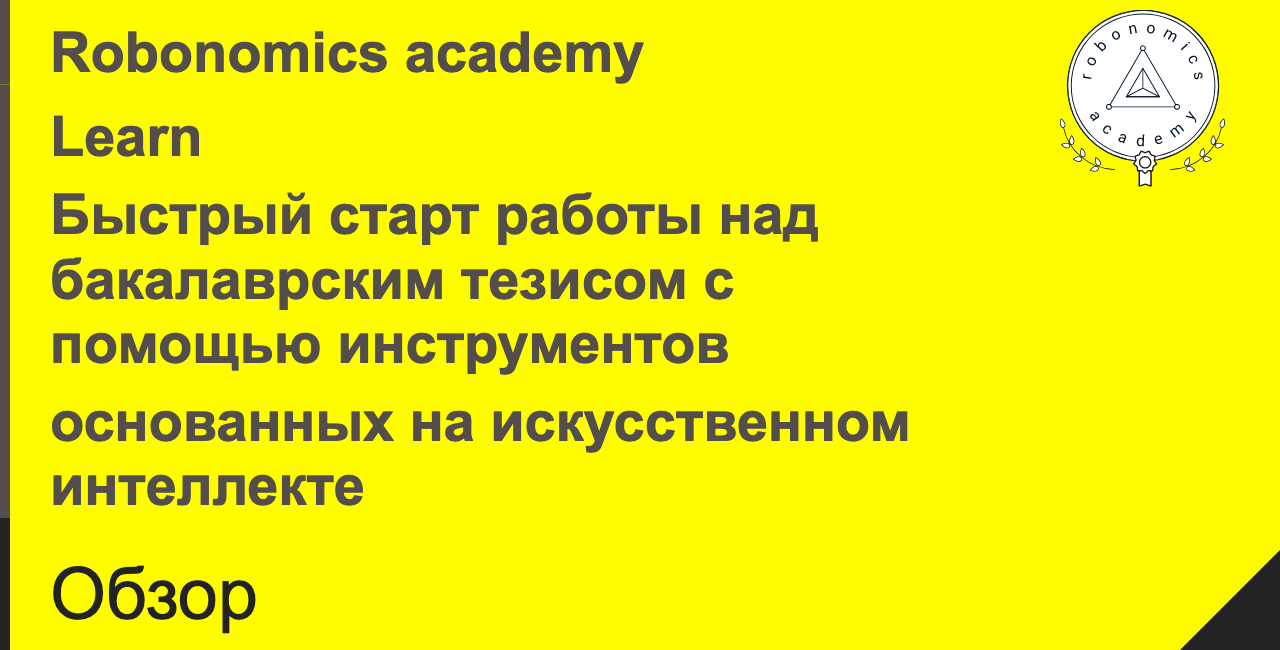 Robonomics academy
Learn
Быстрый старт работы над
бакалаврским тезисом с
помощью инструментов
основанных на искусственном
интеллекте
Обзор
robonomics
academy